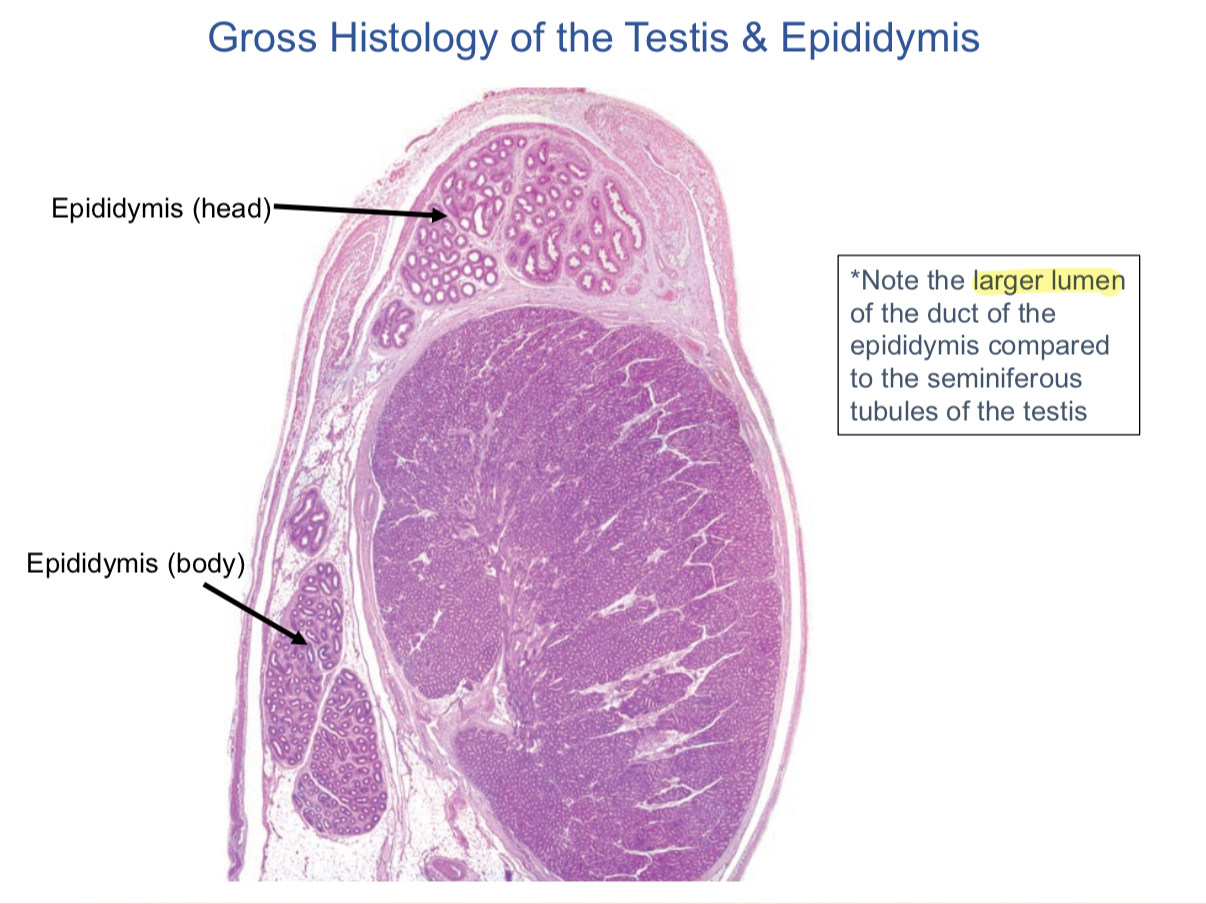 Gross Histology of the Testis & Epididymis
Epididymis (head)
*Note the larger lumen
of the duct of the
epididymis compared
to the seminiferous
tubules of the testis
Epididymis (body)